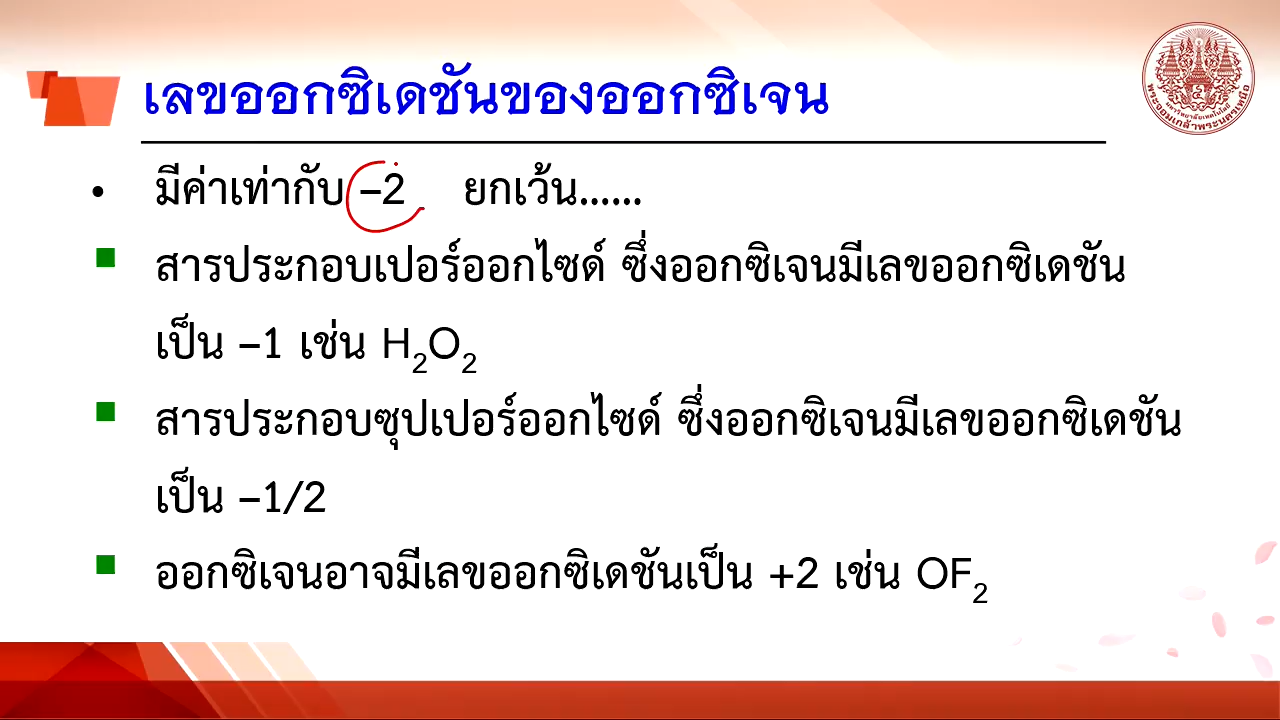 เลขออกซิเดชันของออกซิเจน
• มีค่าเท่ากับ –2 ยกเว้น......
สารประกอบเปอร์ออกไซด์ ซึ่งออกซิเจนมีเลขออกซิเดชัน
เป็น –1 เช่น H₂O₂
สารประกอบซุปเปอร์ออกไซด์ ซึ่งออกซิเจนมีเลขออกซิเดชัน
เป็น –1/2
ออกซิเจนอาจมีเลขออกซิเดชันเป็น +2 เช่น OF₂